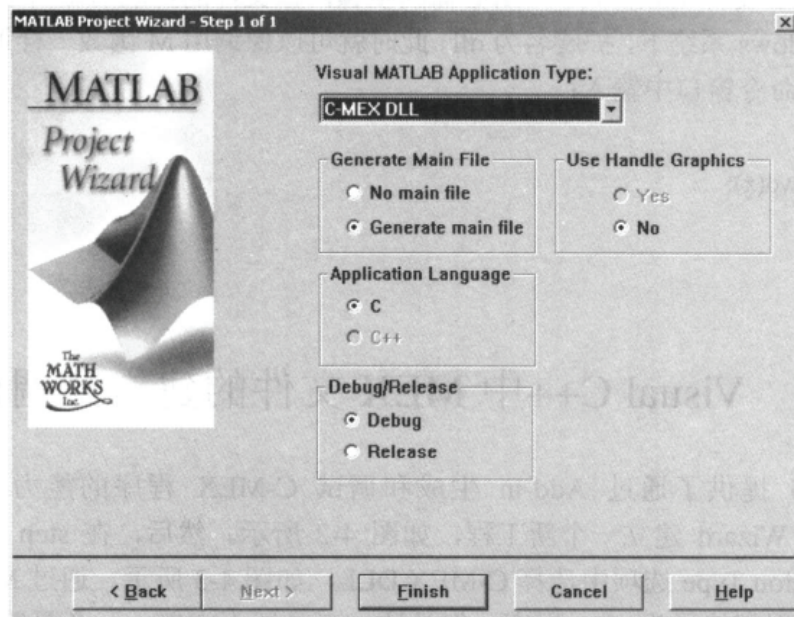 MATLAB Project Wizard - Step 1 of 1
MATLAB
Project
Wizard
The
MATH
WORKS
Inc.
Visual MATLAB Application Type:
C-MEX DLL
Generate Main File
No main file
Generate main file
Use Handle Graphics
Yes
No
Application Language
C
C++
Debug/Release
Debug
Release
< Back
Next >
Finish
Cancel
Help